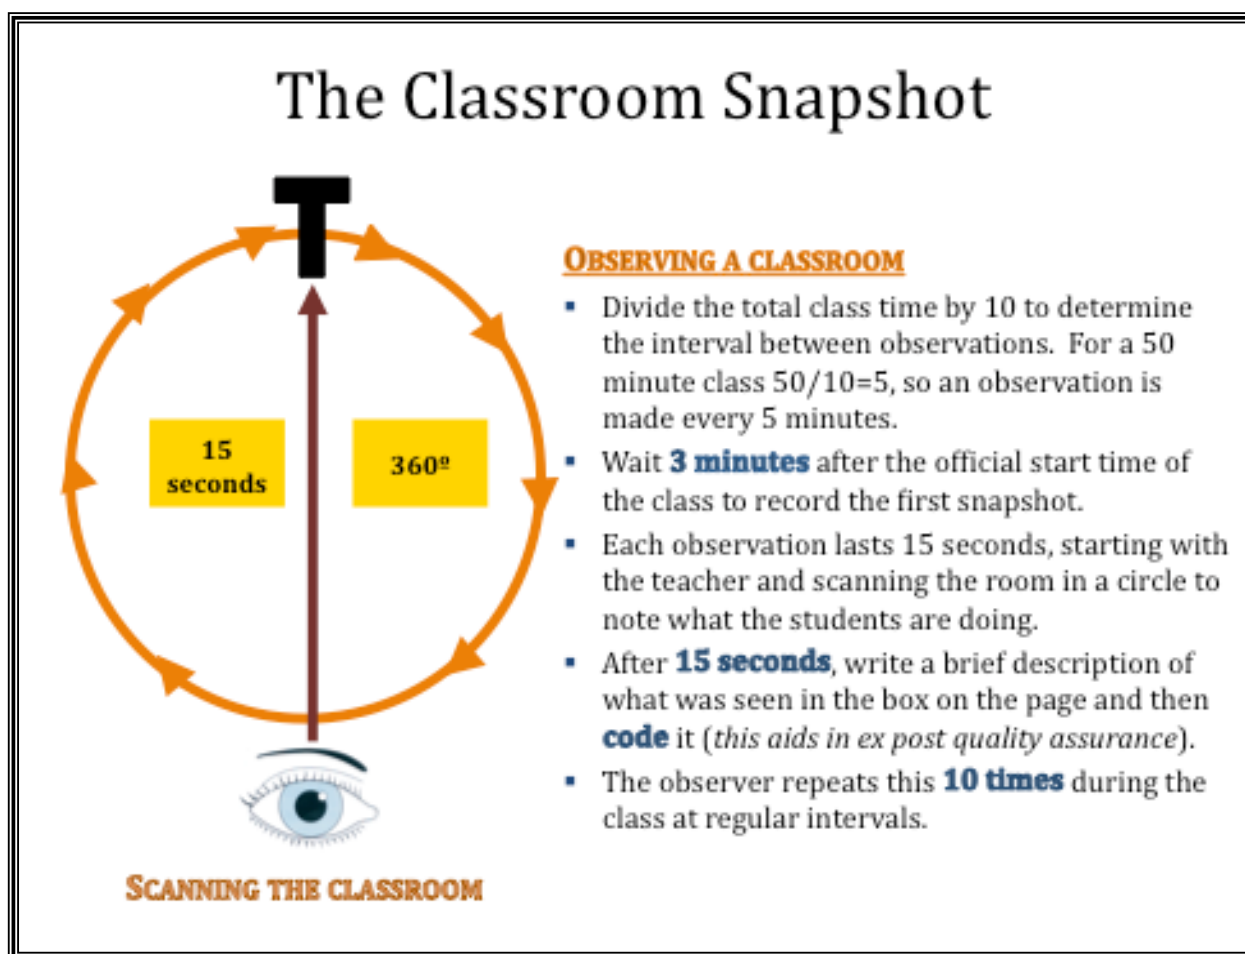 The Classroom Snapshot
T
15
seconds
360º
SCANNING THE CLASSROOM
OBSERVING A CLASSROOM
▪ Divide the total class time by 10 to determine
the interval between observations.  For a 50
minute class 50/10=5, so an observation is
made every 5 minutes.
▪ Wait 3 minutes after the official start time of
the class to record the first snapshot.
▪ Each observation lasts 15 seconds, starting with
the teacher and scanning the room in a circle to
note what the students are doing.
▪ After 15 seconds, write a brief description of
what was seen in the box on the page and then
code it (this aids in ex post quality assurance).
▪ The observer repeats this 10 times during the
class at regular intervals.